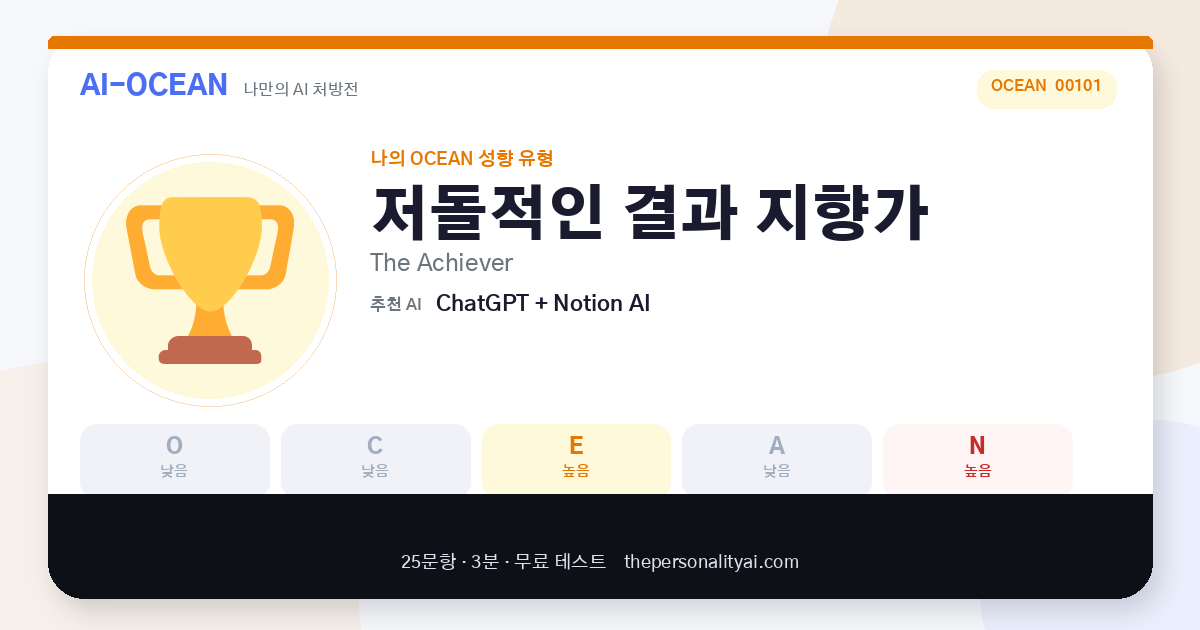 AI-OCEAN 나만의 AI 처방전
OCEAN 00101
나의 OCEAN 성향 유형
저돌적인 결과 지향가
The Achiever
추천 AI ChatGPT + Notion AI
O C E A N
낮음 낮음 높음 낮음 높음
25문항 · 3분 · 무료 테스트 thepersonalityai.com